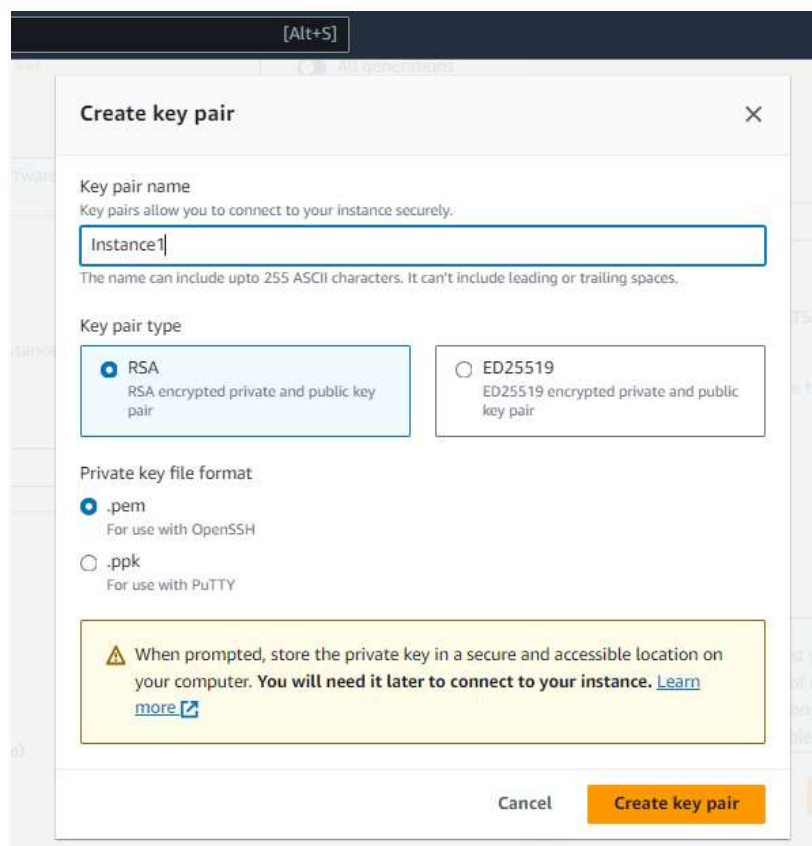 [Alt+S]
All generations
Create key pair
Key pair name
Key pairs allow you to connect to your instance securely.
Instance1
The name can include upto 255 ASCII characters. It can't include leading or trailing spaces.
Key pair type
RSA
RSA encrypted private and public key
pair
ED25519
ED25519 encrypted private and public
key pair
Private key file format
.pem
For use with OpenSSH
.ppk
For use with PuTTY
When prompted, store the private key in a secure and accessible location on
your computer. You will need it later to connect to your instance. Learn
more
Cancel
Create key pair